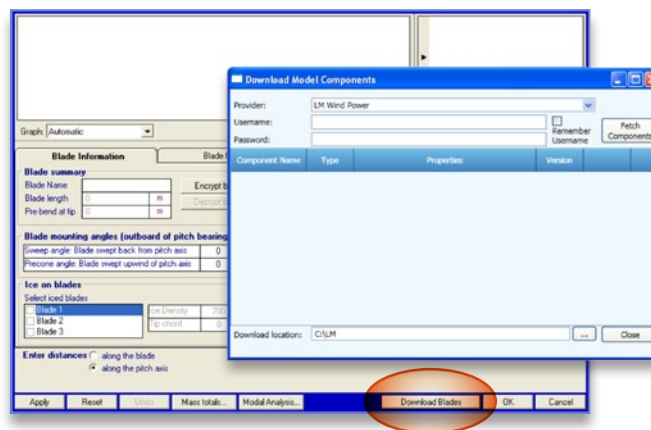 Graph: Automatic
Blade Information
Blade
Blade summary
Blade Name
Encrypt b
Blade length 0 m
Decrypt b
Pre-bend at tip 0 m
Blade mounting angles (outboard of pitch bearing
Sweep angle: Blade swept back from pitch axis 0
Precone angle: Blade swept upwind of pitch axis 0
Ice on blades
Select iced blades
Blade 1
Blade 2
Blade 3
Ice Density 700
Tip chord 0
Enter distances along the blade
along the pitch axis
Apply Reset Undo Mass totals... Modal Analysis... Download Blades OK Cancel
Download Model Components
Provider: LM Wind Power
Username:
Password:
Remember Username
Fetch Components
Component Name Type Properties Version
Download location: C:\LM ... Close